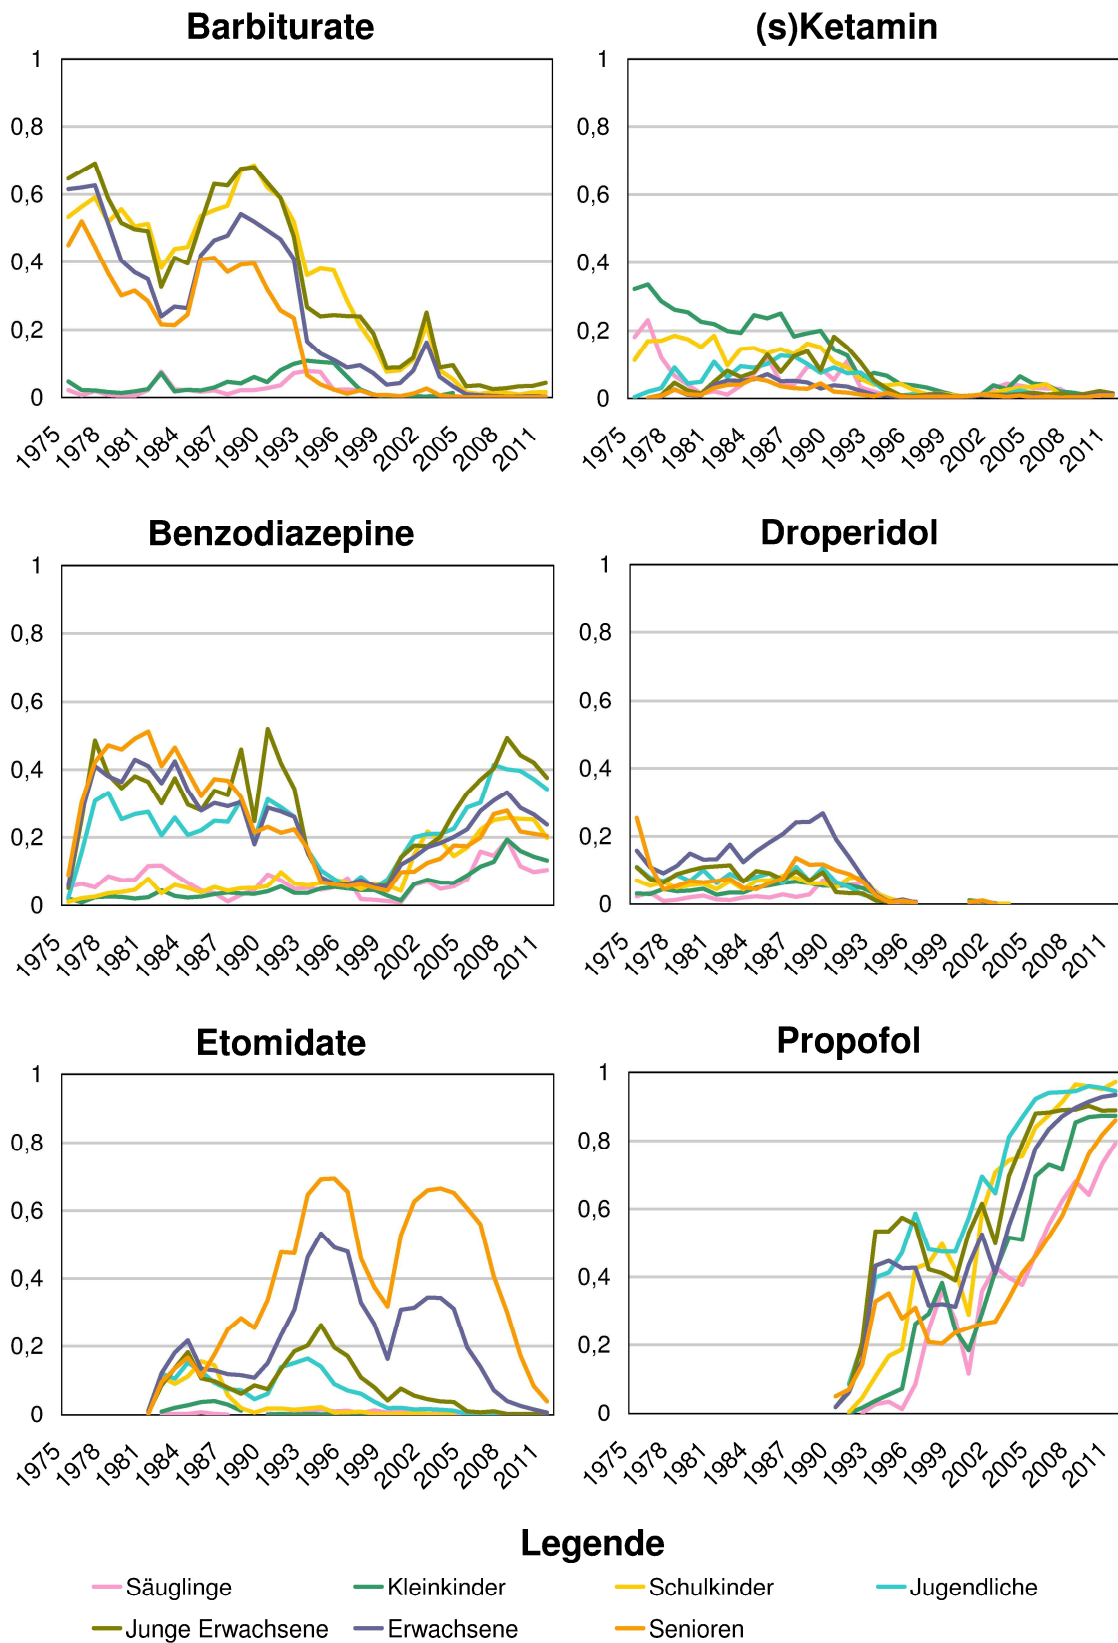 Barbiturate
1
0,8
0,6
0,4
0,2
0
1975 1978 1981 1984 1987 1990 1993 1996 1999 2002 2005 2008 2011
(s)Ketamin
1
0,8
0,6
0,4
0,2
0
1975 1978 1981 1984 1987 1990 1993 1996 1999 2002 2005 2008 2011
Benzodiazepine
1
0,8
0,6
0,4
0,2
0
1975 1978 1981 1984 1987 1990 1993 1996 1999 2002 2005 2008 2011
Droperidol
1
0,8
0,6
0,4
0,2
0
1975 1978 1981 1984 1987 1990 1993 1996 1999 2002 2005 2008 2011
Etomidate
1
0,8
0,6
0,4
0,2
0
1975 1978 1981 1984 1987 1990 1993 1996 1999 2002 2005 2008 2011
Propofol
1
0,8
0,6
0,4
0,2
0
1975 1978 1981 1984 1987 1990 1993 1996 1999 2002 2005 2008 2011
Legende
Säuglinge Kleinkinder Schulkinder Jugendliche
Junge Erwachsene Erwachsene Senioren